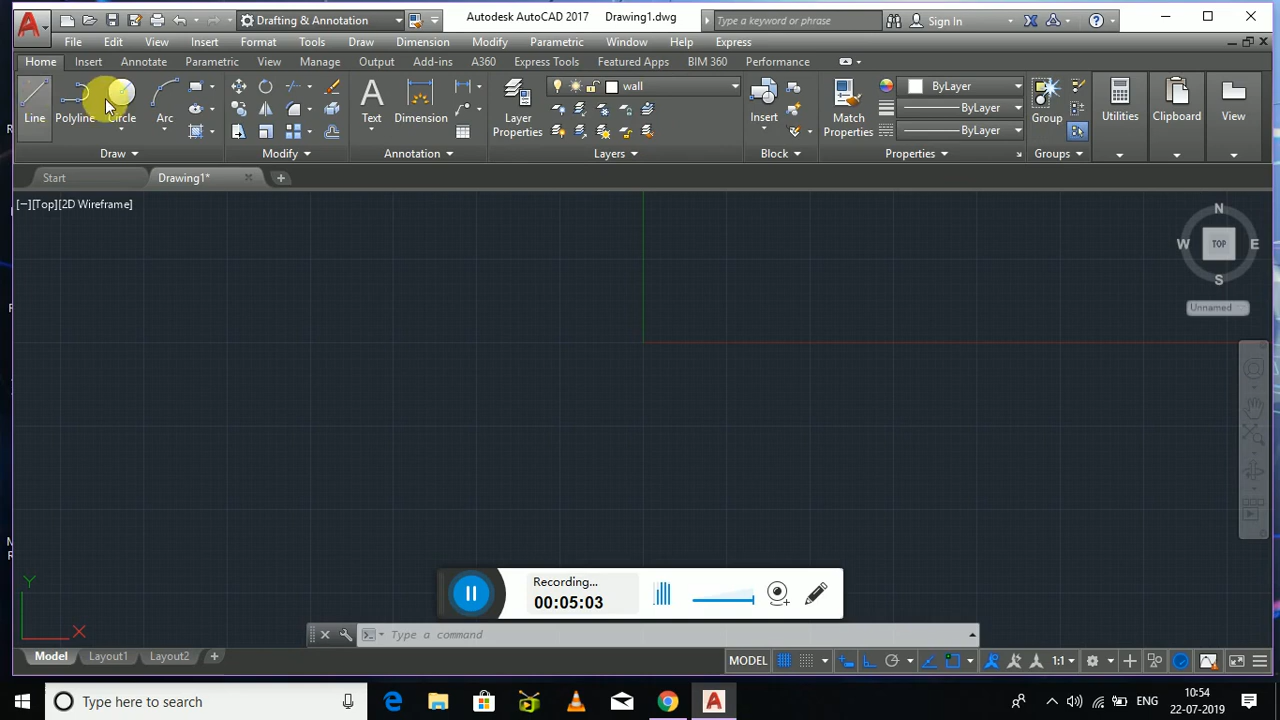 Drafting & Annotation
Autodesk AutoCAD 2017 Drawing1.dwg
Type a keyword or phrase
Sign In
File Edit View Insert Format Tools Draw Dimension Modify Parametric Window Help Express
Home Insert Annotate Parametric View Manage Output Add-ins A360 Express Tools Featured Apps BIM 360 Performance
wall
ByLayer
ByLayer
ByLayer
Line Polyline Circle Arc
Text Dimension
Layer Properties
Insert
Match Properties
Group
Utilities
Clipboard
View
Draw Modify Annotation Layers Block Properties Groups
Start Drawing1*
[−][Top][2D Wireframe]
N
W TOP E
S
Unnamed
Y
X
Recording...
00:05:03
Type a command
Model Layout1 Layout2
MODEL
1:1
Type here to search
ENG
10:54
22-07-2019